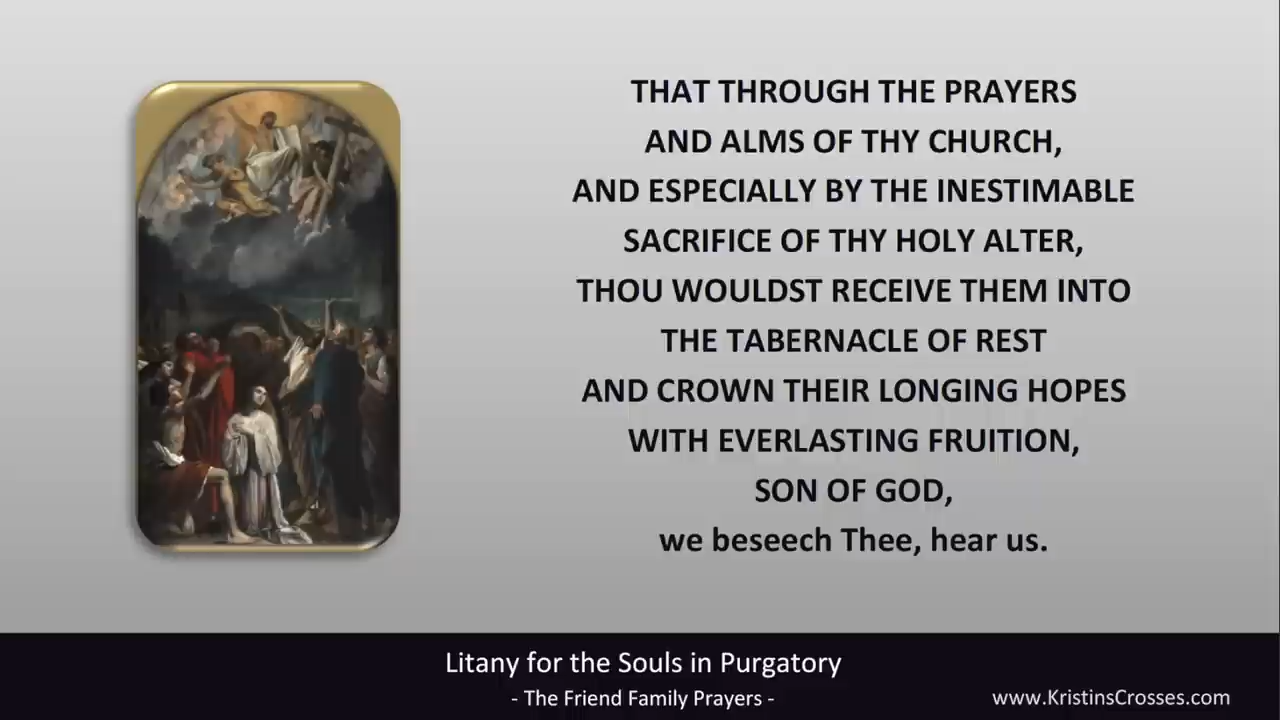 THAT THROUGH THE PRAYERS
AND ALMS OF THY CHURCH,
AND ESPECIALLY BY THE INESTIMABLE
SACRIFICE OF THY HOLY ALTER,
THOU WOULDST RECEIVE THEM INTO
THE TABERNACLE OF REST
AND CROWN THEIR LONGING HOPES
WITH EVERLASTING FRUITION,
SON OF GOD,
we beseech Thee, hear us.
Litany for the Souls in Purgatory
- The Friend Family Prayers -
www.KristinsCrosses.com